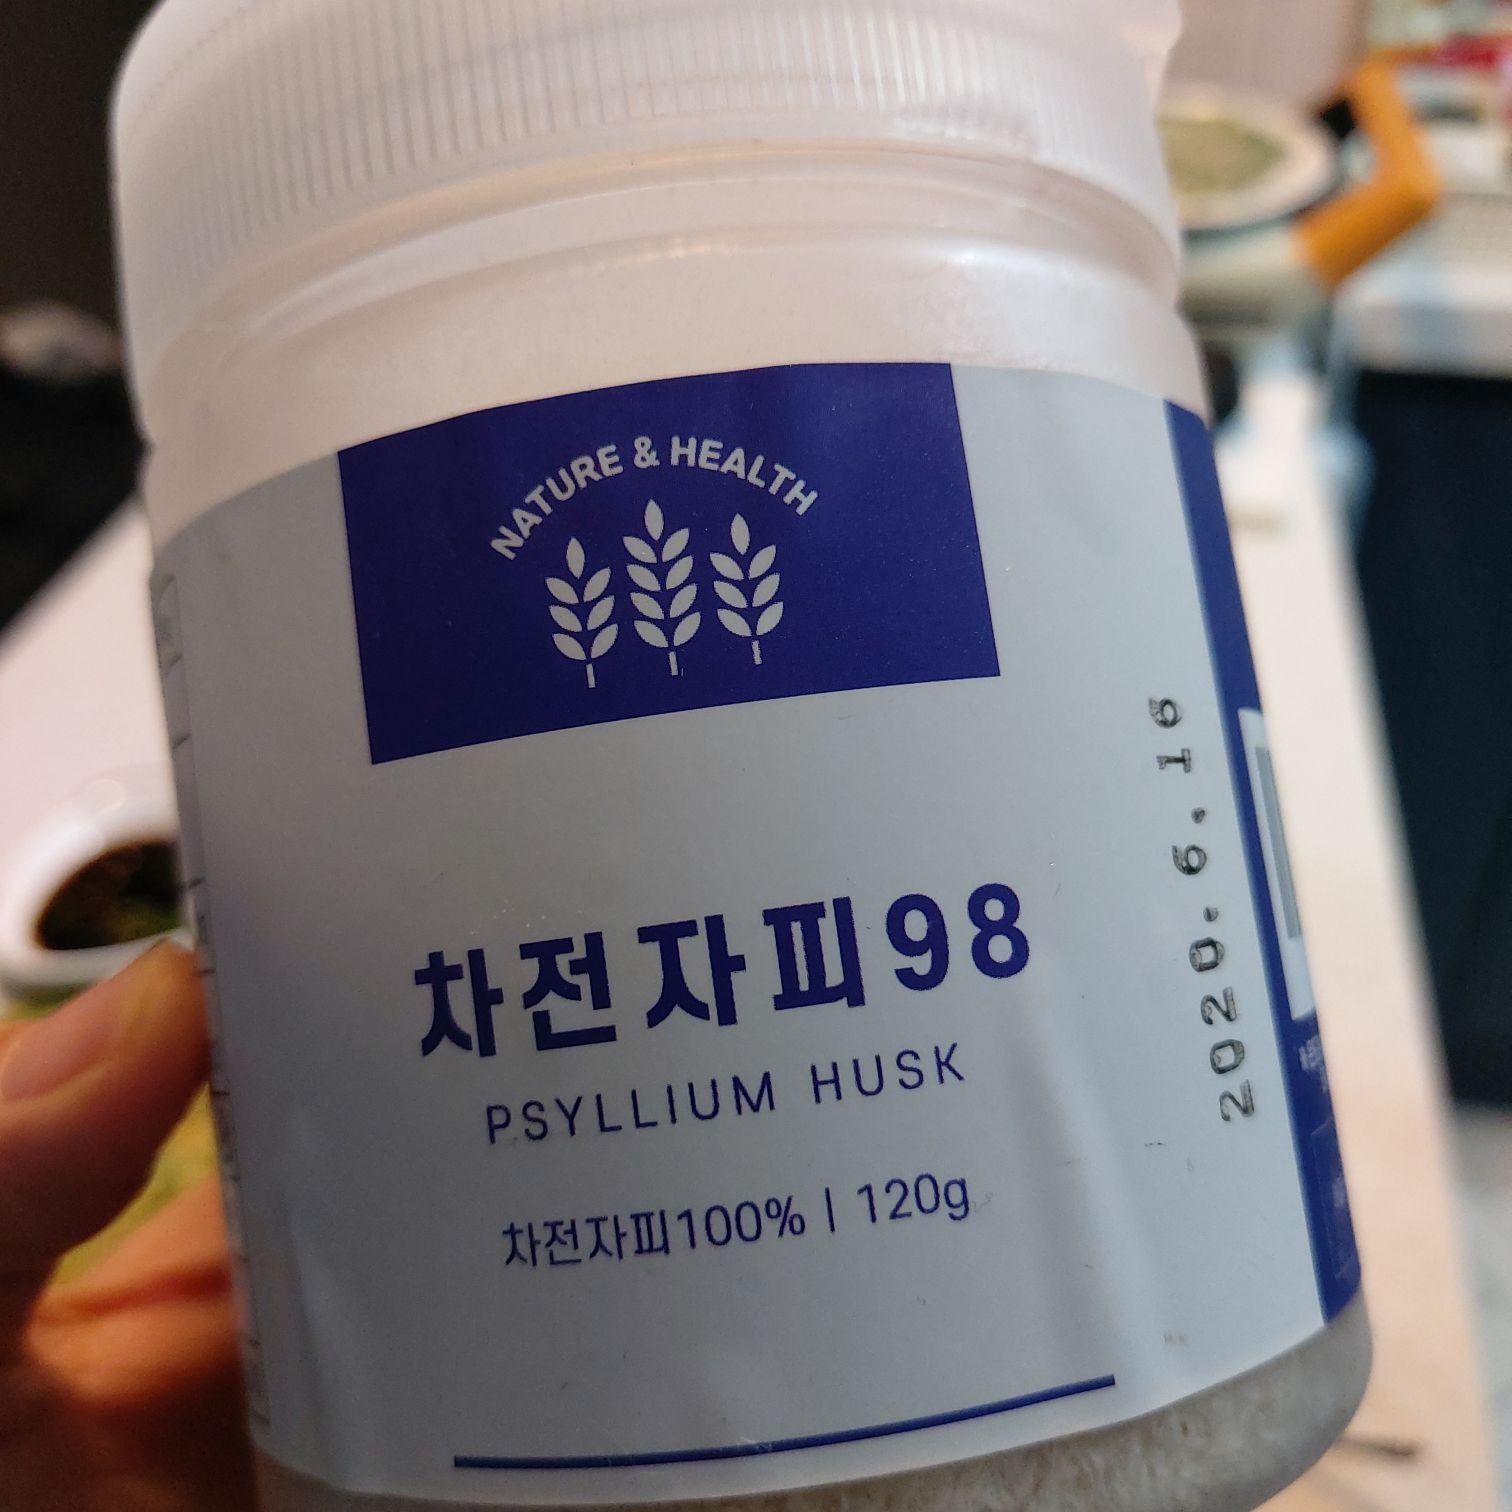 NATURE & HEALTH
차전자피98
PSYLLIUM HUSK
차전자피100% | 120g
2020.6.16